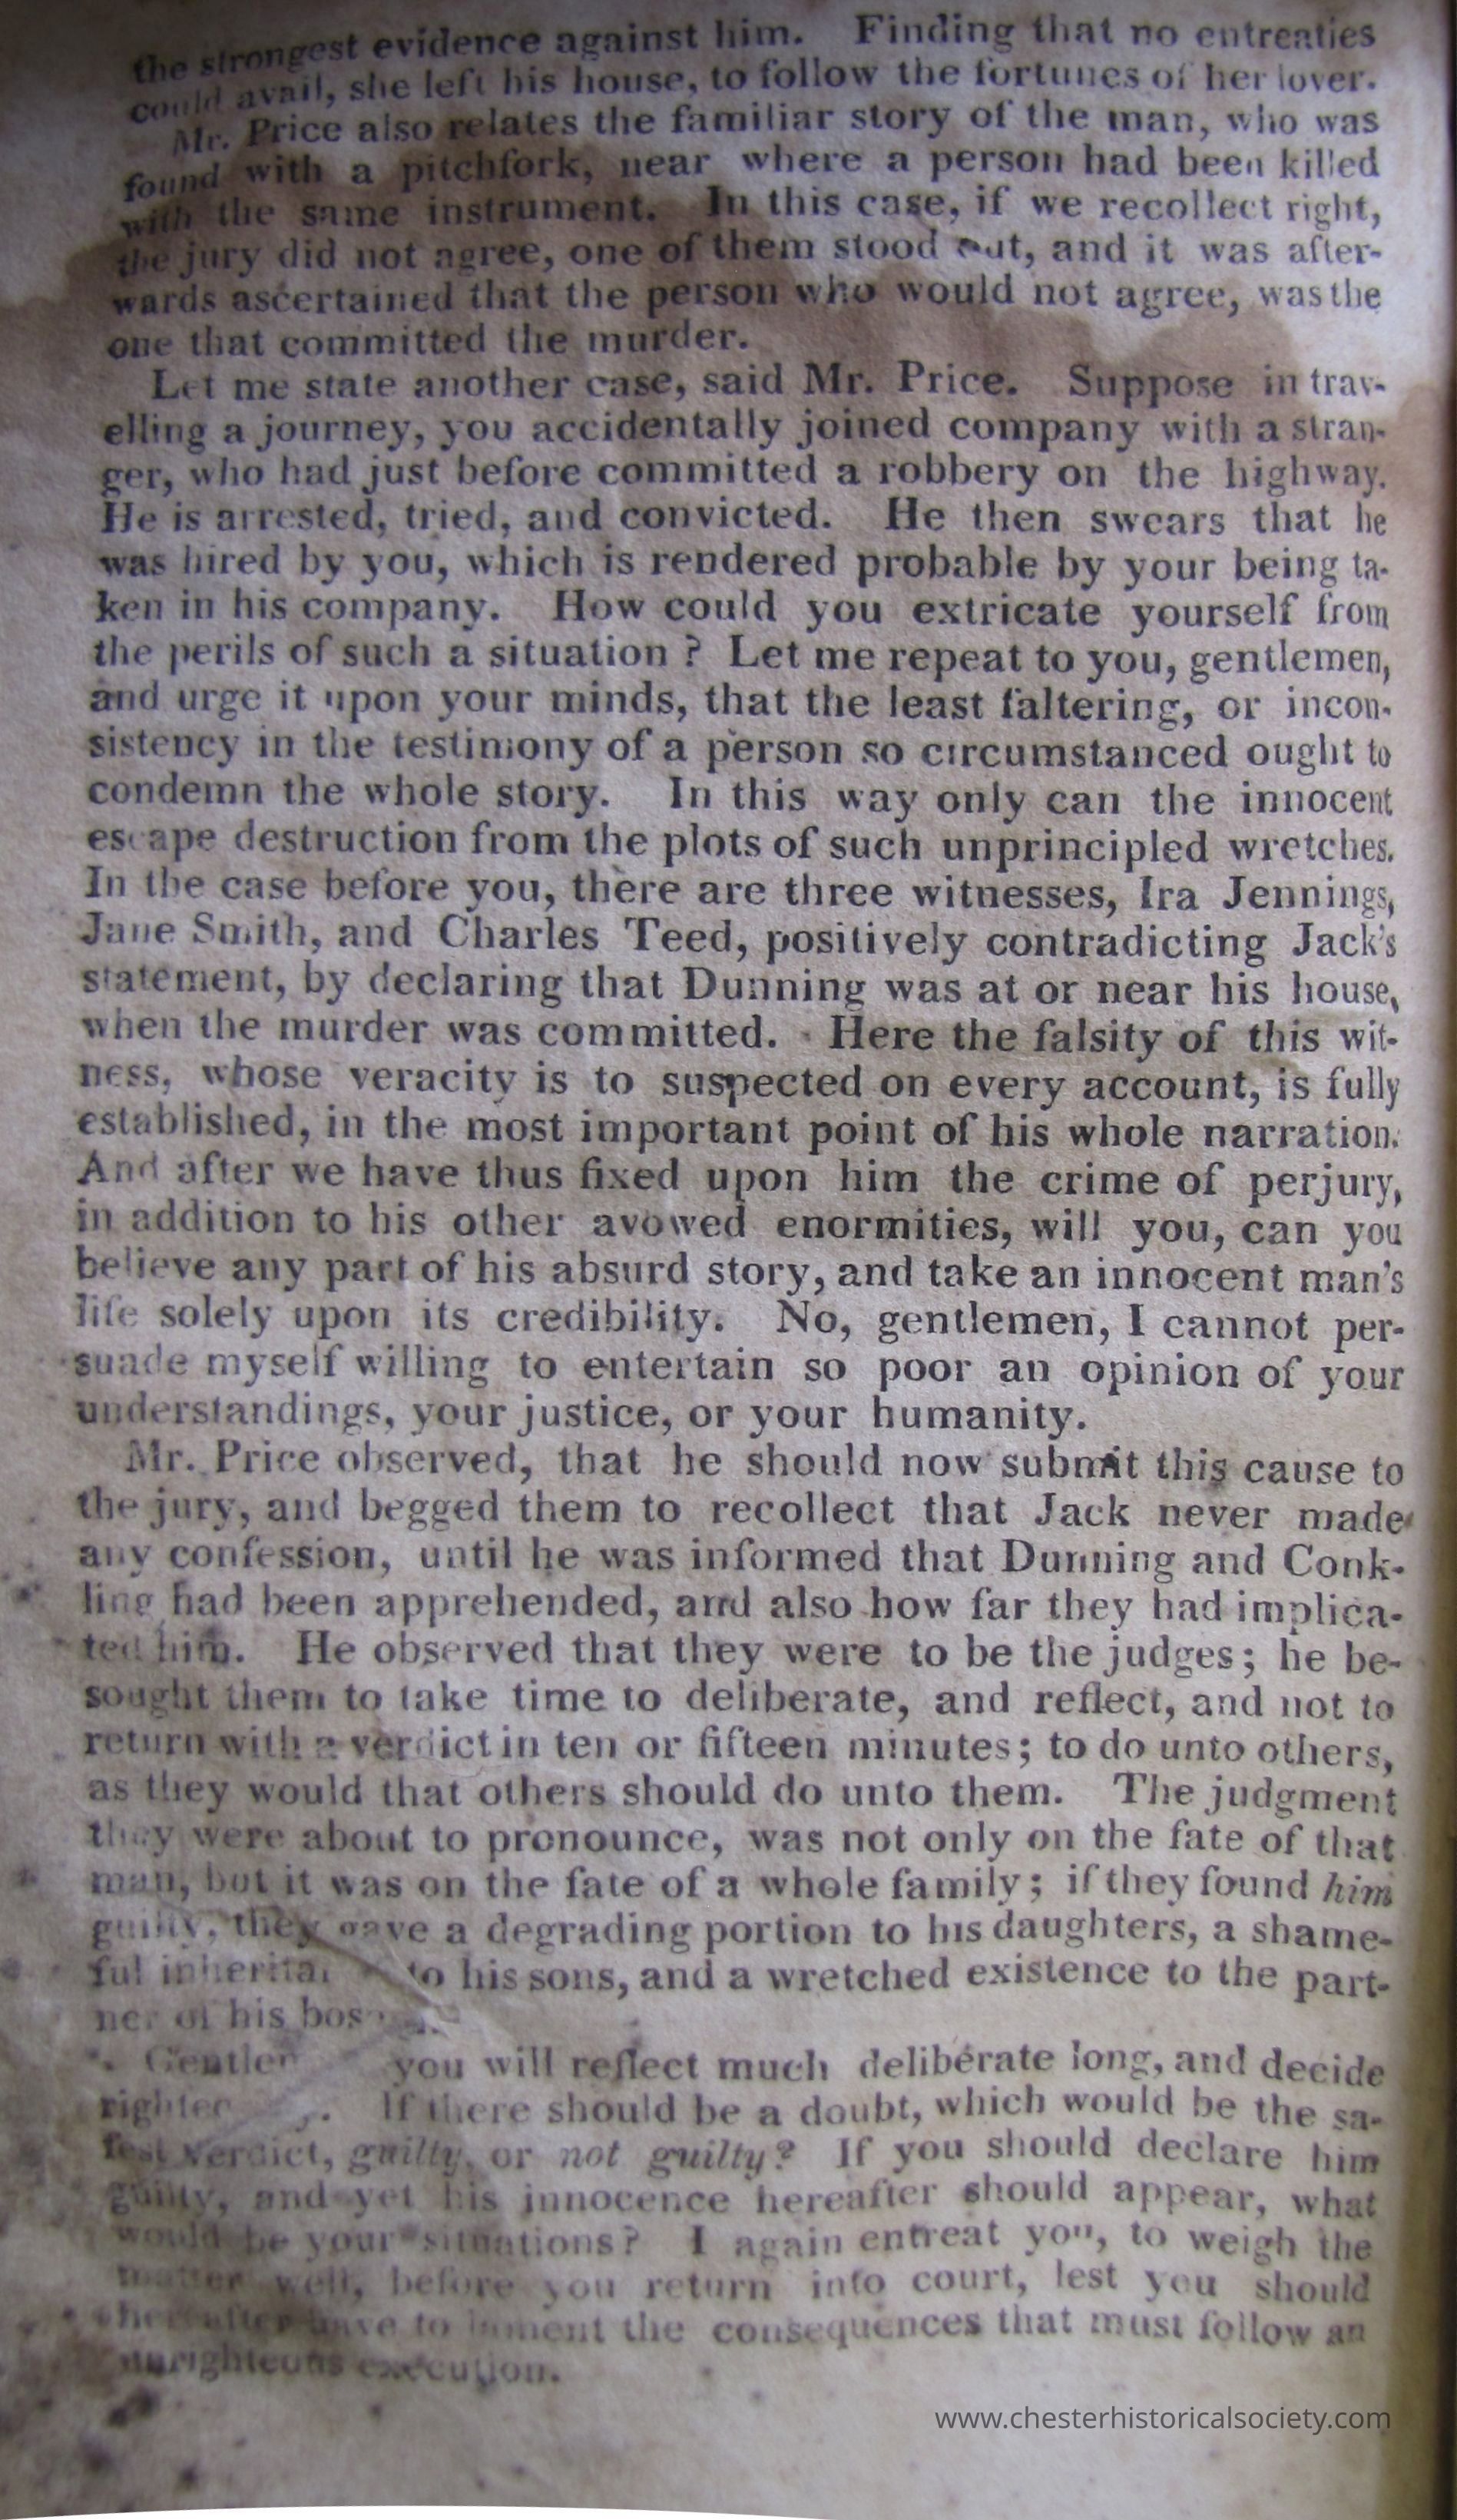 the strongest evidence against him. Finding that no entreaties
could avail, she left his house, to follow the fortunes of her lover.
Mr. Price also relates the familiar story of the man, who was
found with a pitchfork, near where a person had been killed
with the same instrument. In this case, if we recollect right,
the jury did not agree, one of them stood out, and it was after-
wards ascertained that the person who would not agree, was the
one that committed the murder.
Let me state another case, said Mr. Price. Suppose in trav-
elling a journey, you accidentally joined company with a stran-
ger, who had just before committed a robbery on the highway.
He is arrested, tried, and convicted. He then swears that he
was hired by you, which is rendered probable by your being ta-
ken in his company. How could you extricate yourself from
the perils of such a situation? Let me repeat to you, gentlemen,
and urge it upon your minds, that the least faltering, or incon-
sistency in the testimony of a person so circumstanced ought to
condemn the whole story. In this way only can the innocent
escape destruction from the plots of such unprincipled wretches.
In the case before you, there are three witnesses, Ira Jennings,
Jane Smith, and Charles Teed, positively contradicting Jack's
statement, by declaring that Dunning was at or near his house,
when the murder was committed. Here the falsity of this wit-
ness, whose veracity is to suspected on every account, is fully
established, in the most important point of his whole narration.
And after we have thus fixed upon him the crime of perjury,
in addition to his other avowed enormities, will you, can you
believe any part of his absurd story, and take an innocent man's
life solely upon its credibility. No, gentlemen, I cannot per-
suade myself willing to entertain so poor an opinion of your
understandings, your justice, or your humanity.
Mr. Price observed, that he should now submit this cause to
the jury, and begged them to recollect that Jack never made
any confession, until he was informed that Dunning and Conk-
ling had been apprehended, and also how far they had implica-
ted him. He observed that they were to be the judges; he be-
sought them to take time to deliberate, and reflect, and not to
return with a verdict in ten or fifteen minutes; to do unto others,
as they would that others should do unto them. The judgment
they were about to pronounce, was not only on the fate of that
man, but it was on the fate of a whole family; if they found him
guilty, they gave a degrading portion to his daughters, a shame-
ful to his sons, and a wretched existence to the part-
ner of his
you will reflect much deliberate long, and decide
If there should be a doubt, which would be the sa-
fest verdict, guilty, or not guilty? If you should declare him
guilty, and yet his innocence hereafter should appear, what
would be your situations? I again entreat you, to weigh the
matter well, before you return into court, lest you should
hereafter have to lament the consequences that must follow an
unrighteous execution.
www.chesterhistoricalsociety.com